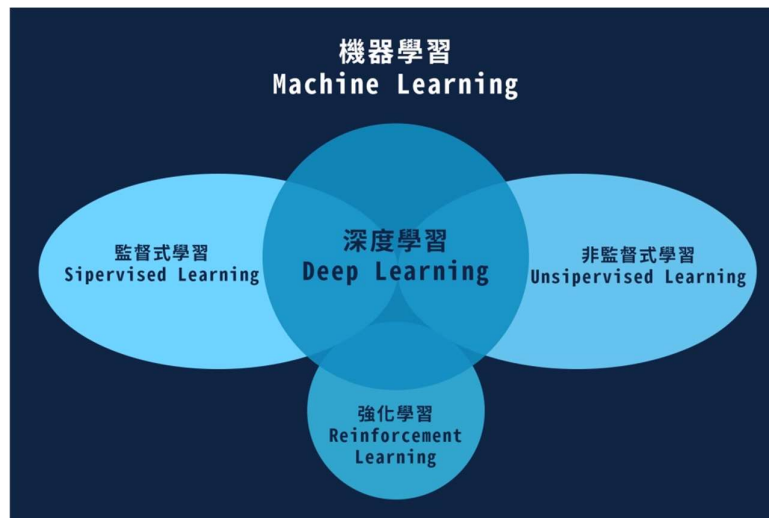 機器學習
Machine Learning
深度學習
Deep Learning
監督式學習
Sipervised Learning
非監督式學習
Unsipervised Learning
強化學習
Reinforcement
Learning